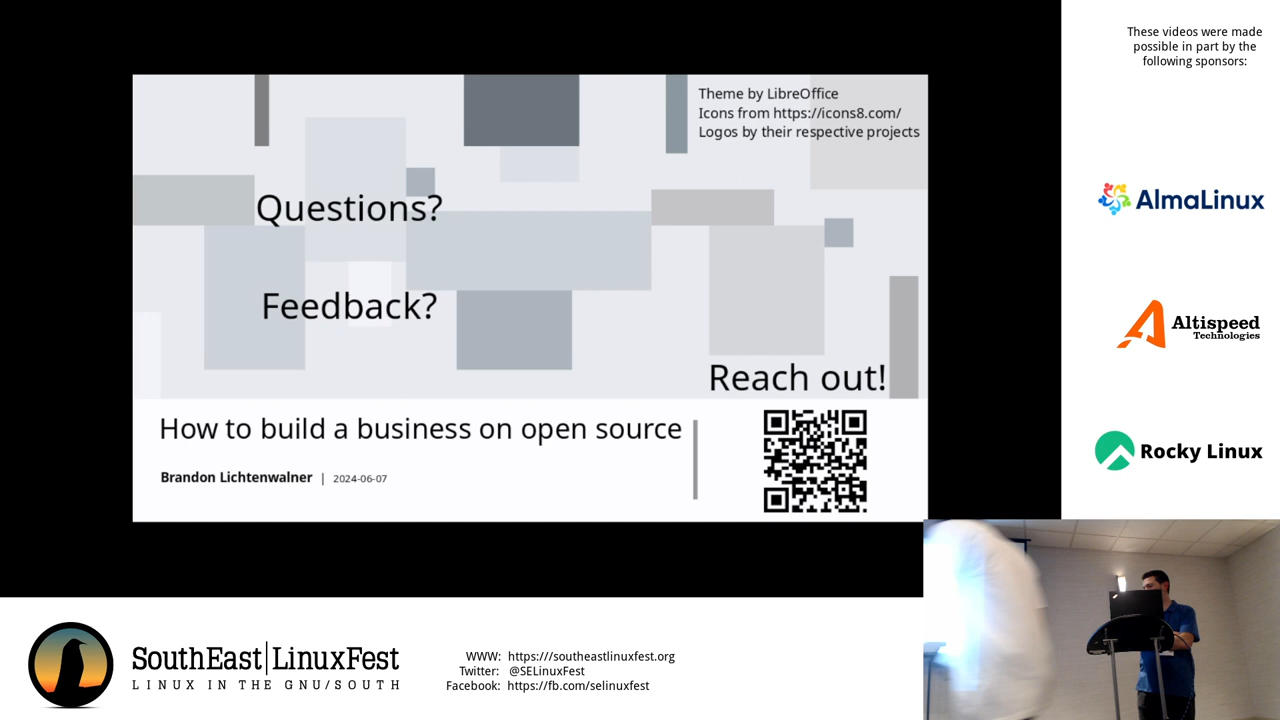 These videos were made
possible in part by the
following sponsors:
Theme by LibreOffice
Icons from https://icons8.com/
Logos by their respective projects
Questions?
Feedback?
Reach out!
How to build a business on open source
Brandon Lichtenwalner | 2024-06-07
AlmaLinux
Altispeed
Technologies
Rocky Linux
SouthEast|LinuxFest
LINUX IN THE GNU/SOUTH
WWW: https:///southeastlinuxfest.org
Twitter: @SELinuxFest
Facebook: https://fb.com/selinuxfest